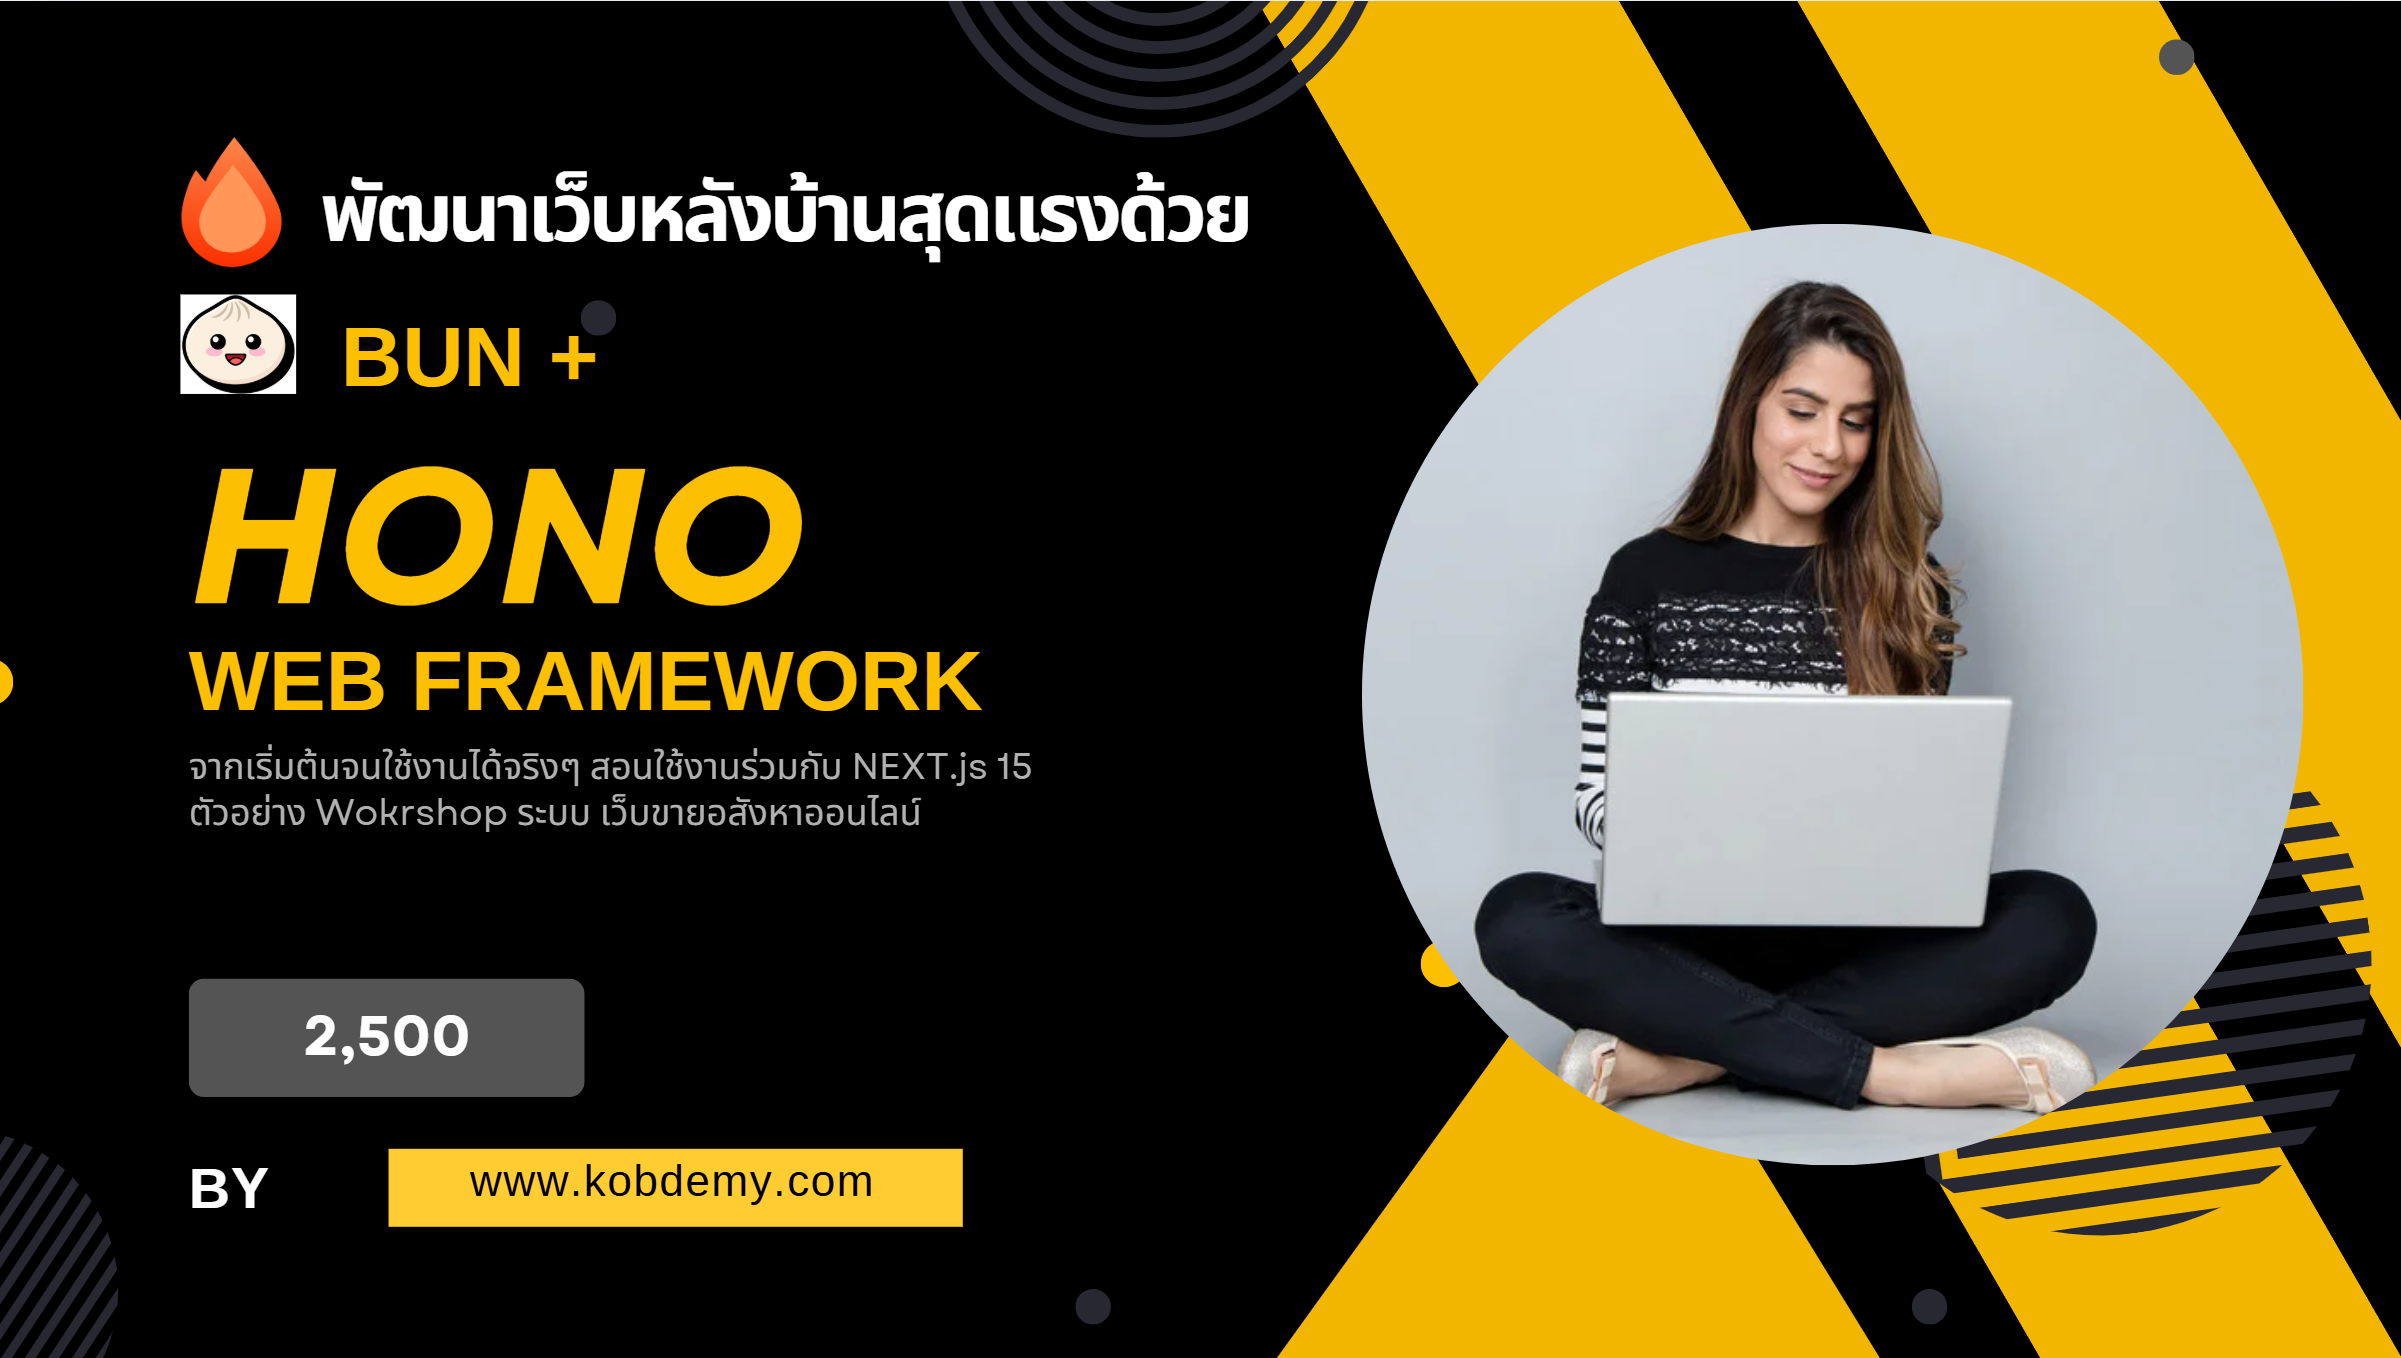 พัฒนาเว็บหลังบ้านสุดแรงด้วย
BUN +
HONO
WEB FRAMEWORK
จากเริ่มต้นจนใช้งานได้จริงๆ สอนใช้งานร่วมกับ NEXT.js 15
ตัวอย่าง Wokrshop ระบบ เว็บขายอสังหาออนไลน์
2,500
BY www.kobdemy.com